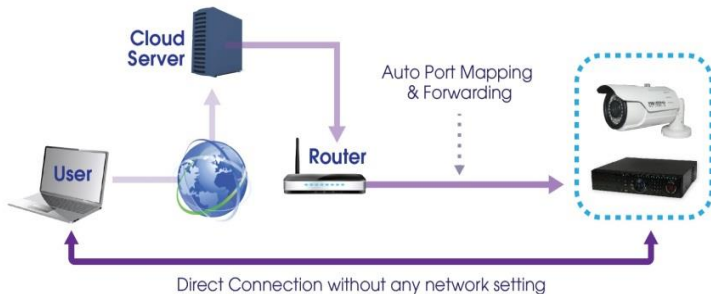 Cloud
Server
Auto Port Mapping
& Forwarding
User
Router
Direct Connection without any network setting